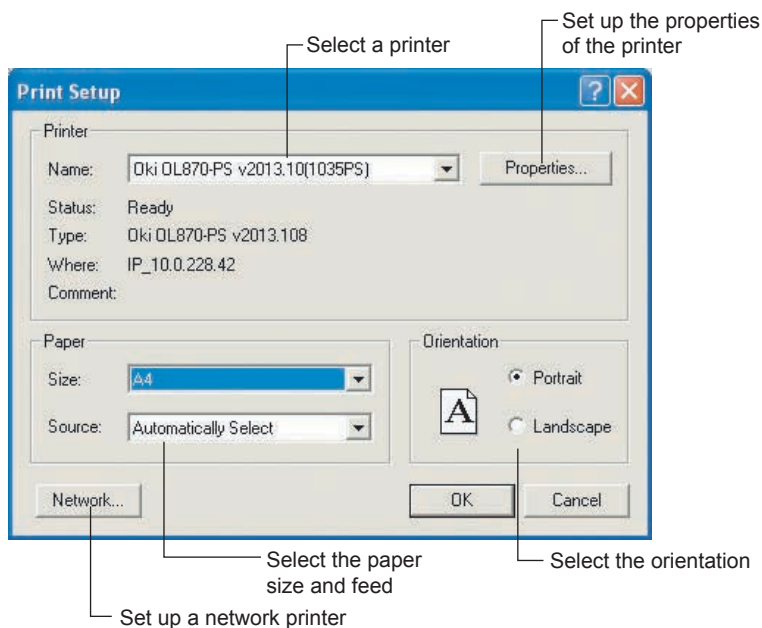 Set up the properties
of the printer
Select a printer
Print Setup
Printer
Name: Oki OL870-PS v2013.10(1035PS) Properties...
Status: Ready
Type: Oki OL870-PS v2013.108
Where: IP_10.0.228.42
Comment:
Paper
Size: A4
Source: Automatically Select
Orientation
A
Portrait
Landscape
Network... OK Cancel
Select the paper
size and feed
Select the orientation
Set up a network printer